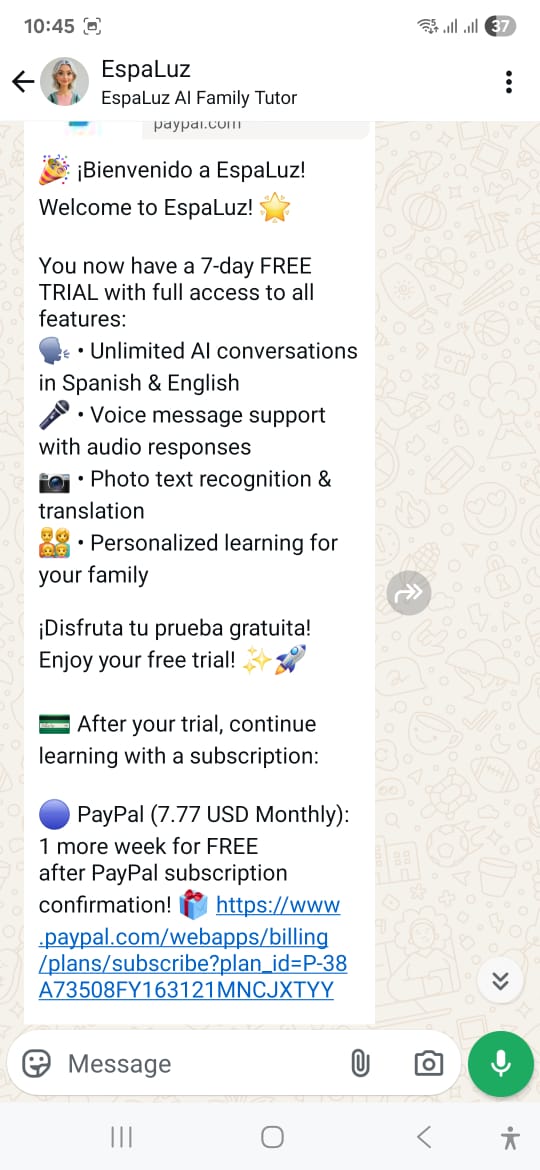 10:45
37
EspaLuz
EspaLuz AI Family Tutor
paypal.com
🎉 ¡Bienvenido a EspaLuz!
Welcome to EspaLuz! 🌟
You now have a 7-day FREE
TRIAL with full access to all
features:
🗣️ • Unlimited AI conversations
in Spanish & English
🎤 • Voice message support
with audio responses
📷 • Photo text recognition &
translation
👨‍👩‍👧‍👦 • Personalized learning for
your family
¡Disfruta tu prueba gratuita!
Enjoy your free trial! ✨🚀
💳 After your trial, continue
learning with a subscription:
🔵 PayPal (7.77 USD Monthly):
1 more week for FREE
after PayPal subscription
confirmation! 🎁 https://www
.paypal.com/webapps/billing
/plans/subscribe?plan_id=P-38
A73508FY163121MNCJXTYY
Message